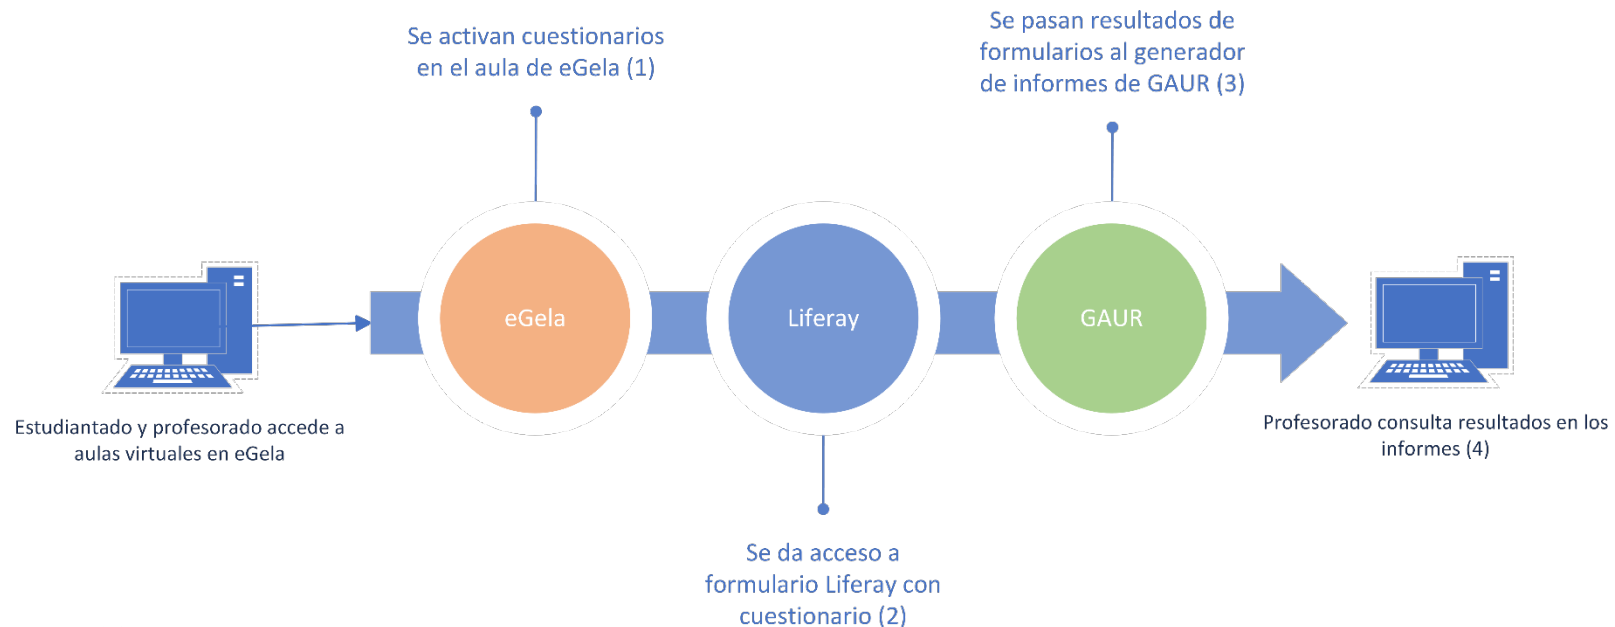 Se activan cuestionarios
en el aula de eGela (1)
Se pasan resultados de
formularios al generador
de informes de GAUR (3)
eGela
Liferay
GAUR
Estudiantado y profesorado accede a
aulas virtuales en eGela
Profesorado consulta resultados en los
informes (4)
Se da acceso a
formulario Liferay con
cuestionario (2)